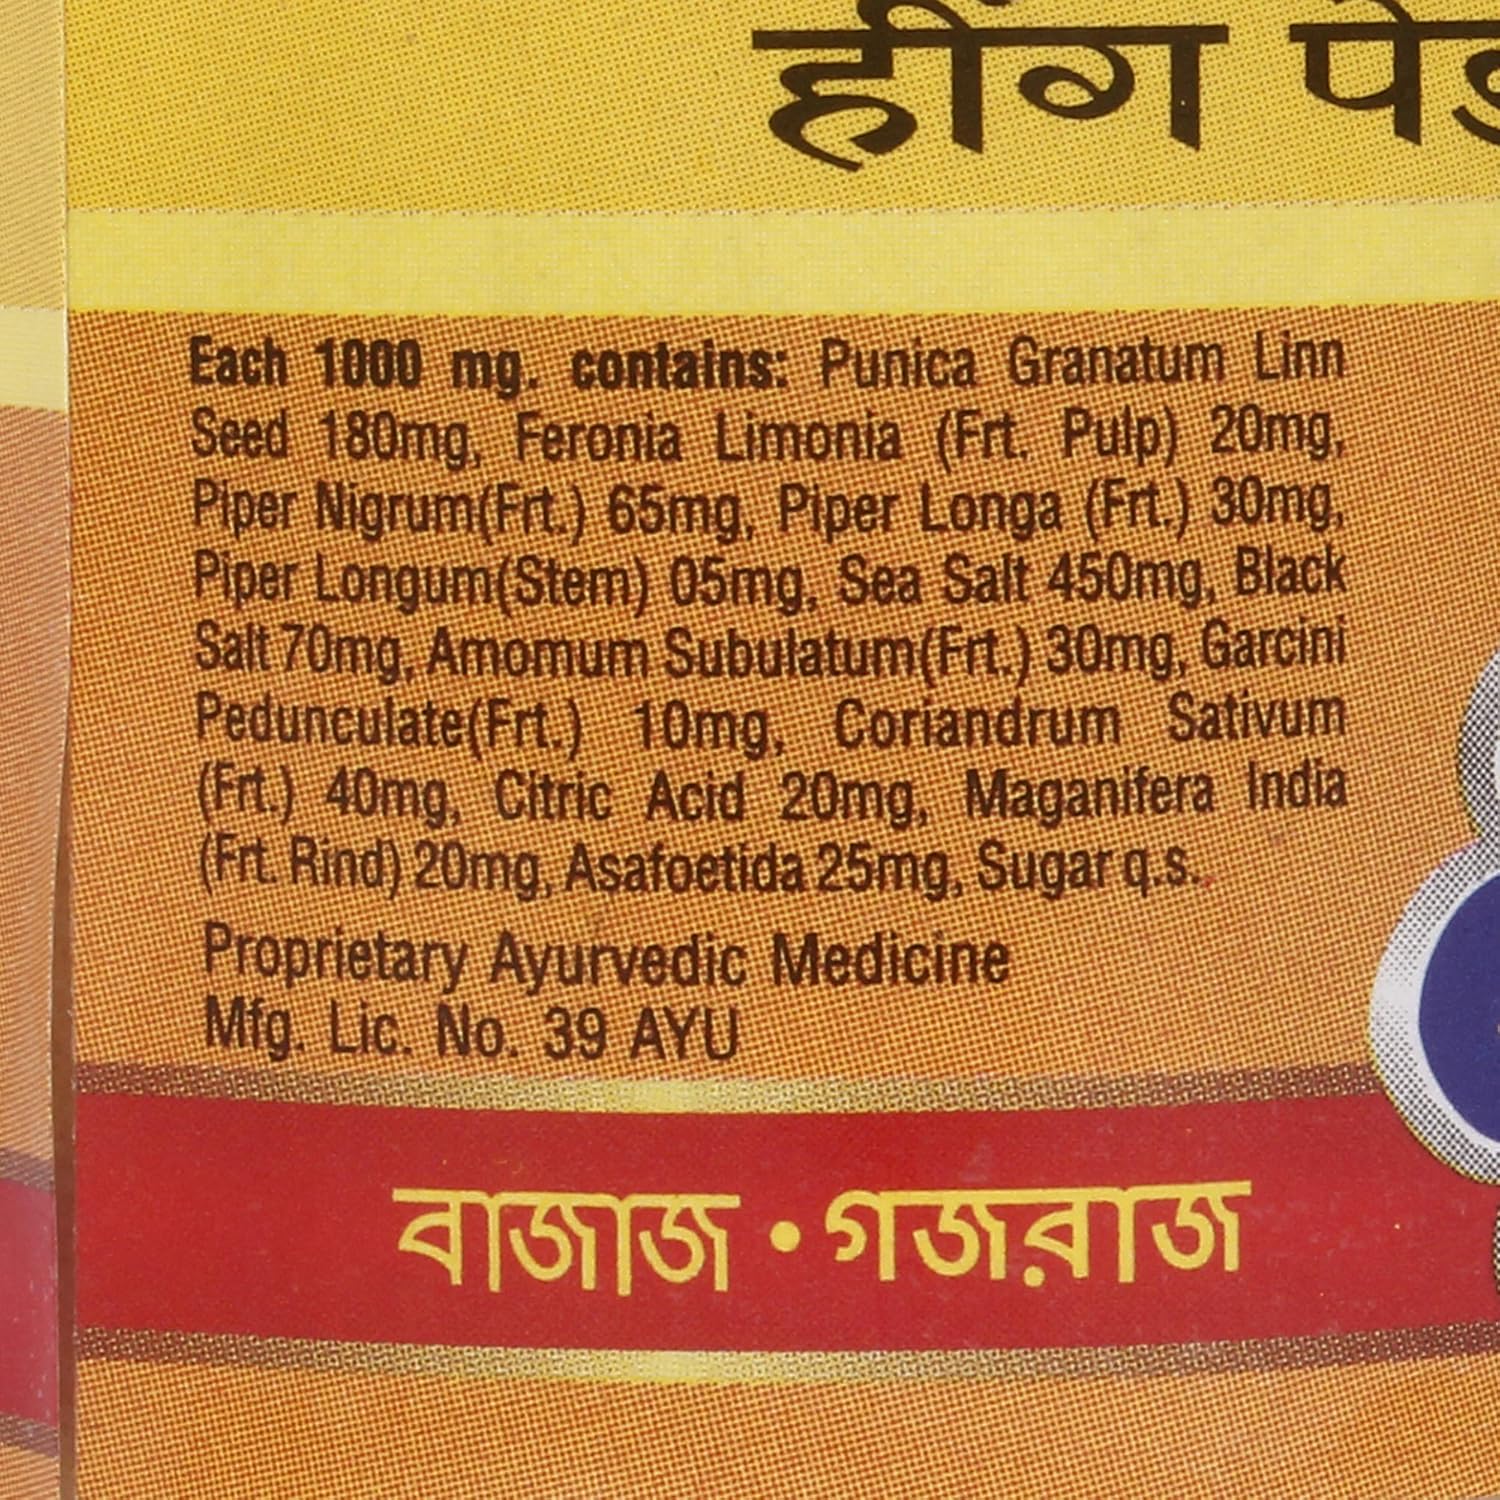 हींग
Each 1000 mg. contains: Punica Granatum Linn
Seed 180mg, Feronia Limonia (Frt. Pulp) 20mg,
Piper Nigrum(Frt.) 65mg, Piper Longa (Frt.) 30mg,
Piper Longum(Stem) 05mg, Sea Salt 450mg, Black
Salt 70mg, Amomum Subulatum(Frt.) 30mg, Garcini
Pedunculate(Frt.) 10mg, Coriandrum Sativum
(Frt.) 40mg, Citric Acid 20mg, Maganifera India
(Frt. Rind) 20mg, Asafoetida 25mg, Sugar q.s.
Proprietary Ayurvedic Medicine
Mfg. Lic. No. 39 AYU
বাজাজ • গজরাজ